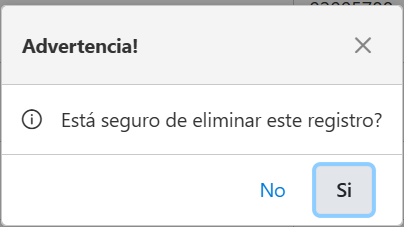 Advertencia!
Está seguro de eliminar este registro?
No
Si